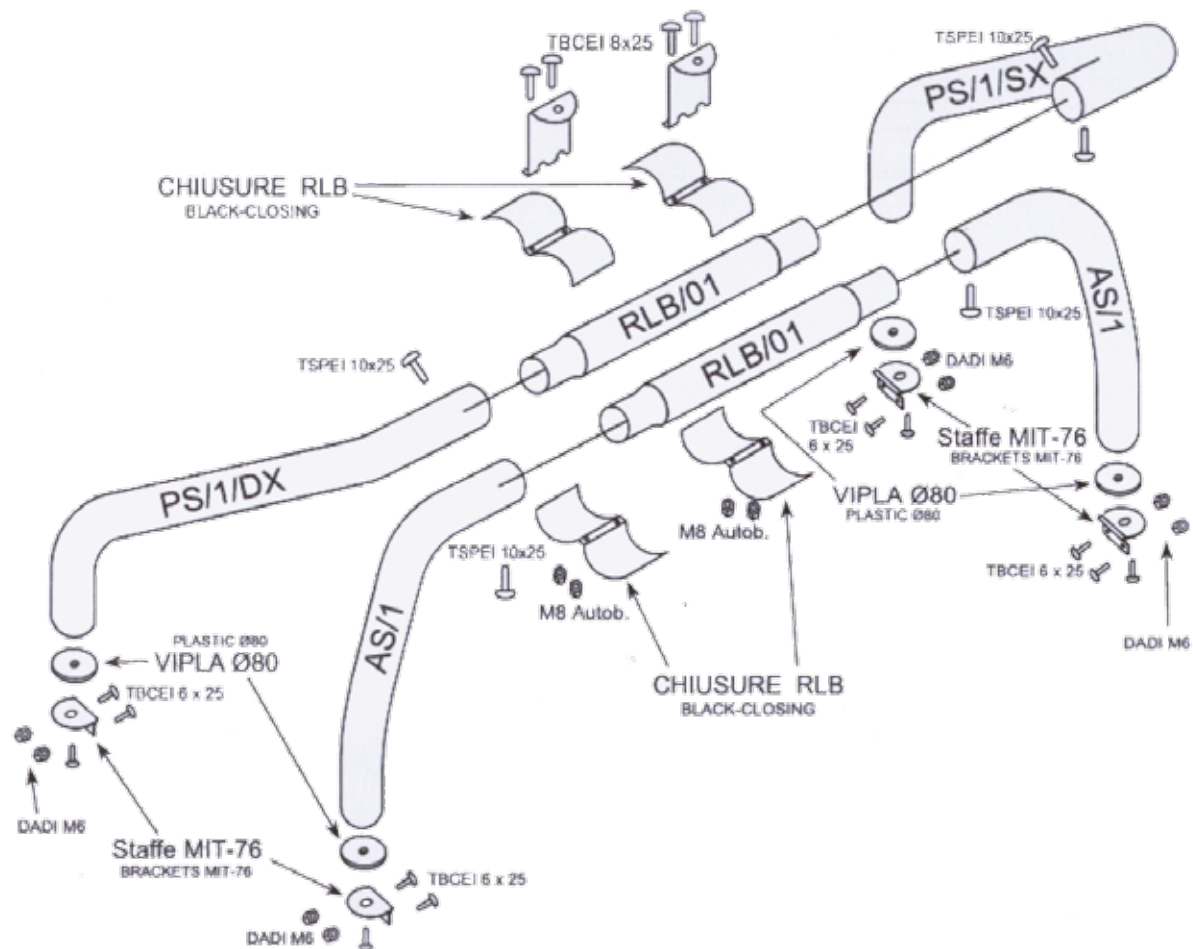 TBCEI 8x25
TSPEI 10x25
PS/1/SX
CHIUSURE RLB
BLACK-CLOSING
RLB/01
AS/1
TSPEI 10x25
RLB/01
TSPEI 10x25
DADI M6
TBCEI
6 x 25
Staffe MIT-76
BRACKETS MIT-76
PS/1/DX
VIPLA Ø80
PLASTIC Ø80
M8 Autob.
TSPEI 10x25
TBCEI 6 x 25
M8 Autob.
AS/1
DADI M6
PLASTIC Ø80
VIPLA Ø80
CHIUSURE RLB
BLACK-CLOSING
TBCEI 6 x 25
DADI M6
Staffe MIT-76
BRACKETS MIT-76
TBCEI 6 x 25
DADI M6